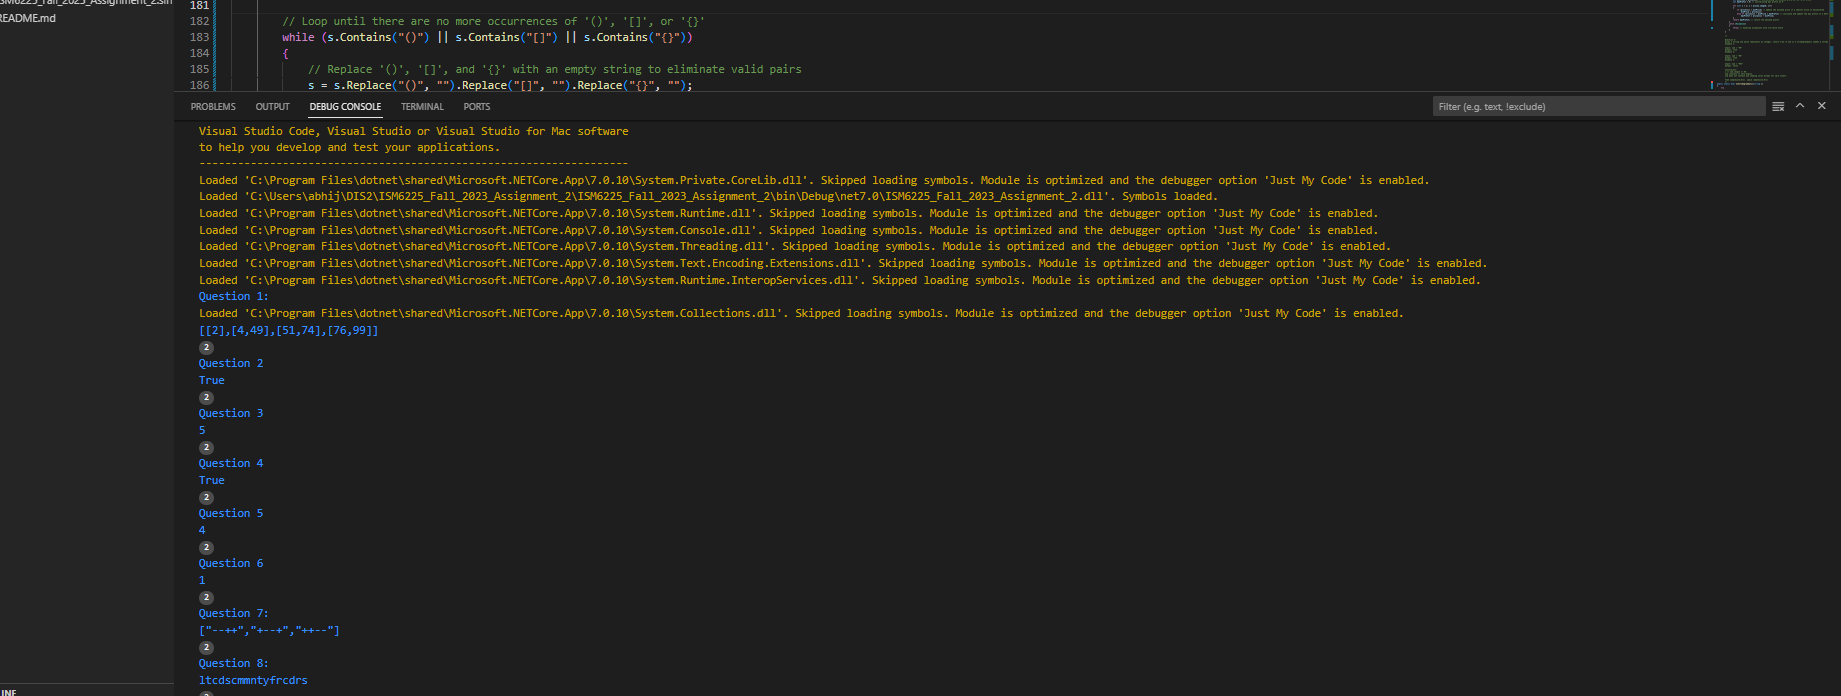 README.md
181
182 // Loop until there are no more occurrences of '()', '[]', or '{}'
183 while (s.Contains("()") || s.Contains("[]") || s.Contains("{}"))
184 {
185 // Replace '()', '[]', and '{}' with an empty string to eliminate valid pairs
186 s = s.Replace("()", "").Replace("[]", "").Replace("{}", "");
PROBLEMS OUTPUT DEBUG CONSOLE TERMINAL PORTS Filter (e.g. text, !exclude)
Visual Studio Code, Visual Studio or Visual Studio for Mac software
to help you develop and test your applications.
-------------------------------------------------------------------
Loaded 'C:\Program Files\dotnet\shared\Microsoft.NETCore.App\7.0.10\System.Private.CoreLib.dll'. Skipped loading symbols. Module is optimized and the debugger option 'Just My Code' is enabled.
Loaded 'C:\Users\abhij\DIS2\ISM6225_Fall_2023_Assignment_2\ISM6225_Fall_2023_Assignment_2\bin\Debug\net7.0\ISM6225_Fall_2023_Assignment_2.dll'. Symbols loaded.
Loaded 'C:\Program Files\dotnet\shared\Microsoft.NETCore.App\7.0.10\System.Runtime.dll'. Skipped loading symbols. Module is optimized and the debugger option 'Just My Code' is enabled.
Loaded 'C:\Program Files\dotnet\shared\Microsoft.NETCore.App\7.0.10\System.Console.dll'. Skipped loading symbols. Module is optimized and the debugger option 'Just My Code' is enabled.
Loaded 'C:\Program Files\dotnet\shared\Microsoft.NETCore.App\7.0.10\System.Threading.dll'. Skipped loading symbols. Module is optimized and the debugger option 'Just My Code' is enabled.
Loaded 'C:\Program Files\dotnet\shared\Microsoft.NETCore.App\7.0.10\System.Text.Encoding.Extensions.dll'. Skipped loading symbols. Module is optimized and the debugger option 'Just My Code' is enabled.
Loaded 'C:\Program Files\dotnet\shared\Microsoft.NETCore.App\7.0.10\System.Runtime.InteropServices.dll'. Skipped loading symbols. Module is optimized and the debugger option 'Just My Code' is enabled.
Question 1:
Loaded 'C:\Program Files\dotnet\shared\Microsoft.NETCore.App\7.0.10\System.Collections.dll'. Skipped loading symbols. Module is optimized and the debugger option 'Just My Code' is enabled.
[[2],[4,49],[51,74],[76,99]]
2
Question 2
True
2
Question 3
5
2
Question 4
True
2
Question 5
4
2
Question 6
1
2
Question 7:
["--++","+--+","++--"]
2
Question 8:
ltcdscmmntyfrcdrs